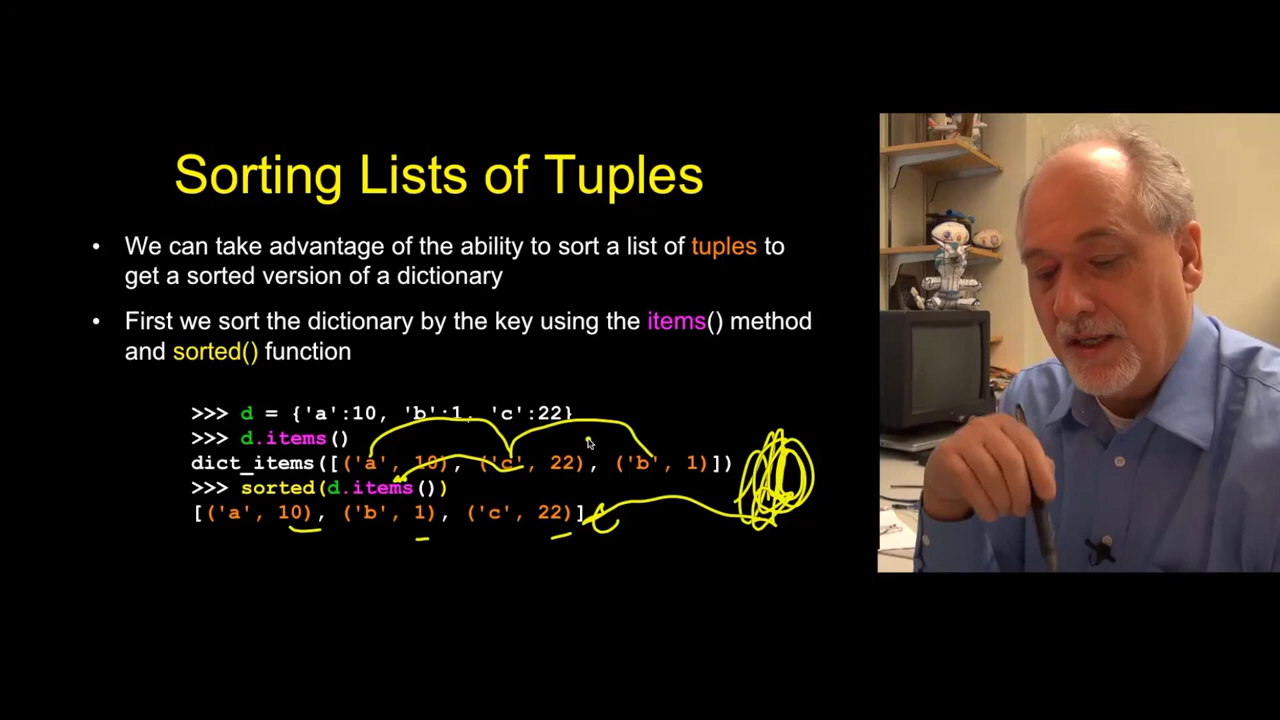 Sorting Lists of Tuples
• We can take advantage of the ability to sort a list of tuples to
get a sorted version of a dictionary
• First we sort the dictionary by the key using the items() method
and sorted() function
>>> d = {'a':10, 'b':1, 'c':22}
>>> d.items()
dict_items([('a', 10), ('c', 22), ('b', 1)])
>>> sorted(d.items())
[('a', 10), ('b', 1), ('c', 22)]